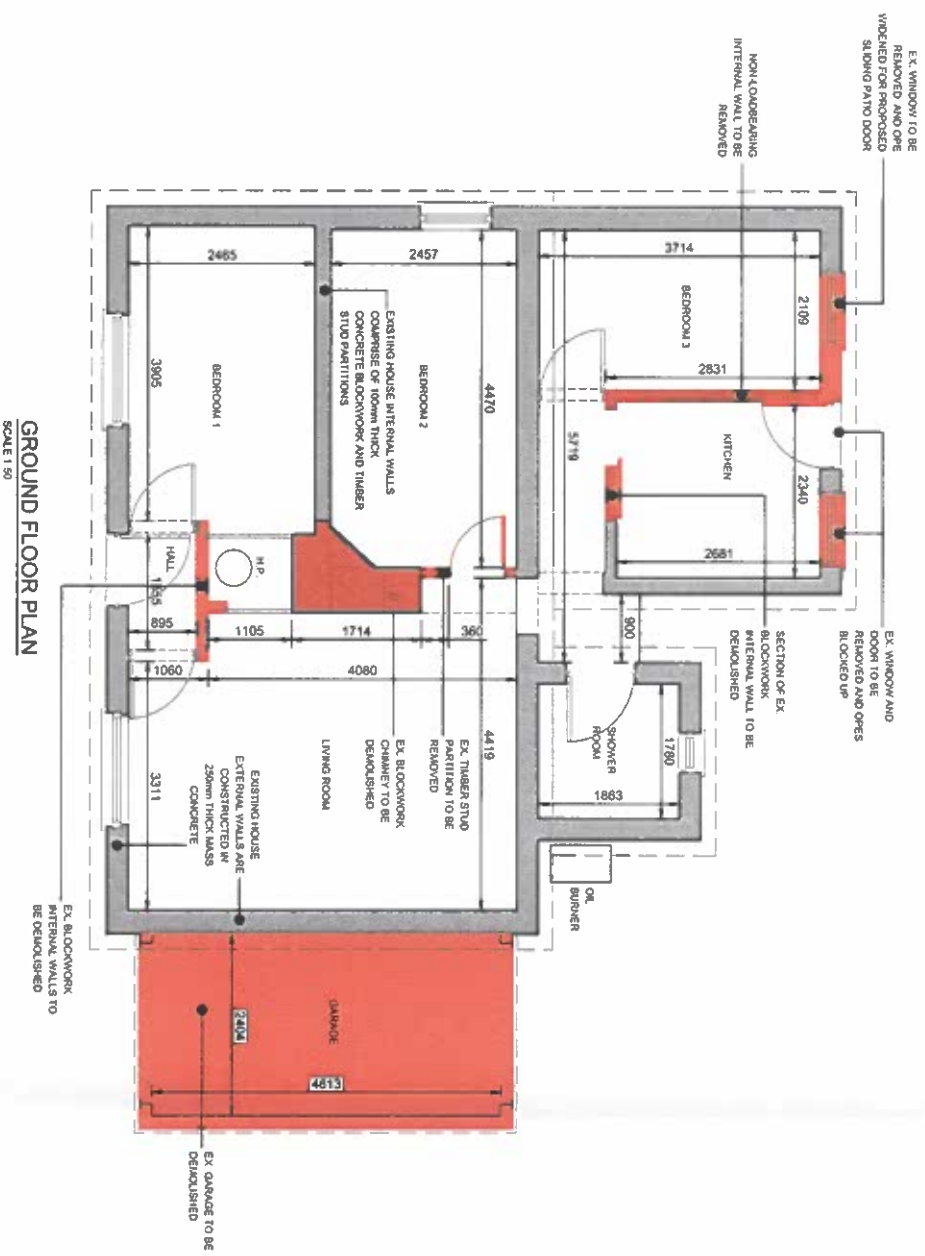 EX. WINDOW TO BE
REMOVED AND OPE
WIDENED FOR PROPOSED
SLIDING PATIO DOOR
NON-LOADBEARING
INTERNAL WALL TO BE
REMOVED
EX. WINDOW AND
DOOR TO BE
REMOVED AND OPES
BLOCKED UP
SECTION OF EX.
BLOCKWORK
INTERNAL WALL TO BE
DEMOLISHED
3714
2109
BEDROOM 3
2831
KITCHEN
2340
2681
5719
900
SHOWER
ROOM
1780
1863
OIL
BURNER
2457
4470
BEDROOM 2
EXISTING HOUSE INTERNAL WALLS
COMPRISE OF 100mm THICK
CONCRETE BLOCKWORK AND TIMBER
STUD PARTITIONS
2465
BEDROOM 1
3905
H.P.
HALL
895
1060
1105
1714
360
4080
4419
EX. TIMBER STUD
PARTITION TO BE
REMOVED
EX. BLOCKWORK
CHIMNEY TO BE
DEMOLISHED
LIVING ROOM
EXISTING HOUSE
EXTERNAL WALLS ARE
CONSTRUCTED IN
250mm THICK MASS
CONCRETE
3311
GARAGE
2404
4613
EX. GARAGE TO BE
DEMOLISHED
EX. BLOCKWORK
INTERNAL WALLS TO
BE DEMOLISHED
GROUND FLOOR PLAN
SCALE 1:50